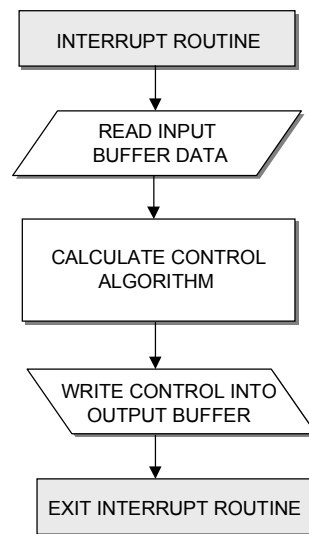 INTERRUPT ROUTINE
READ INPUT
BUFFER DATA
CALCULATE CONTROL
ALGORITHM
WRITE CONTROL INTO
OUTPUT BUFFER
EXIT INTERRUPT ROUTINE